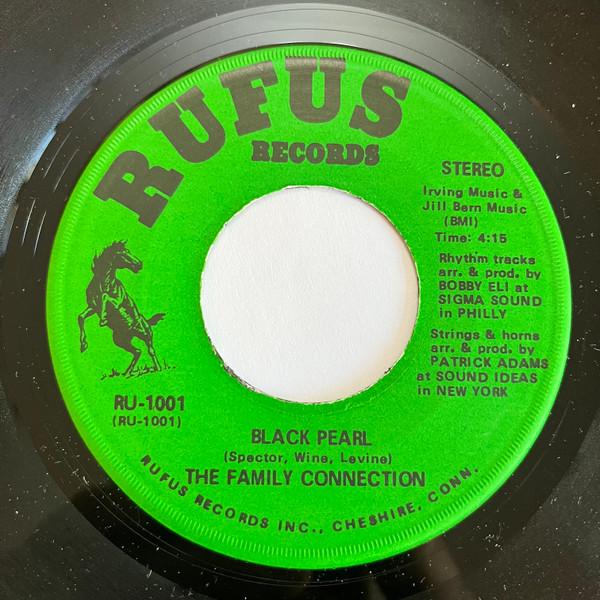 RUFUS
RECORDS
STEREO
Irving Music &
Jill Bern Music
(BMI)
Time: 4:15
Rhythm tracks
arr. & prod. by
BOBBY ELI at
SIGMA SOUND
in PHILLY
Strings & horns
arr. & prod. by
PATRICK ADAMS
at SOUND IDEAS
in NEW YORK
RU-1001
(RU-1001)
BLACK PEARL
(Spector, Wine, Levine)
THE FAMILY CONNECTION
RUFUS RECORDS INC., CHESHIRE, CONN.